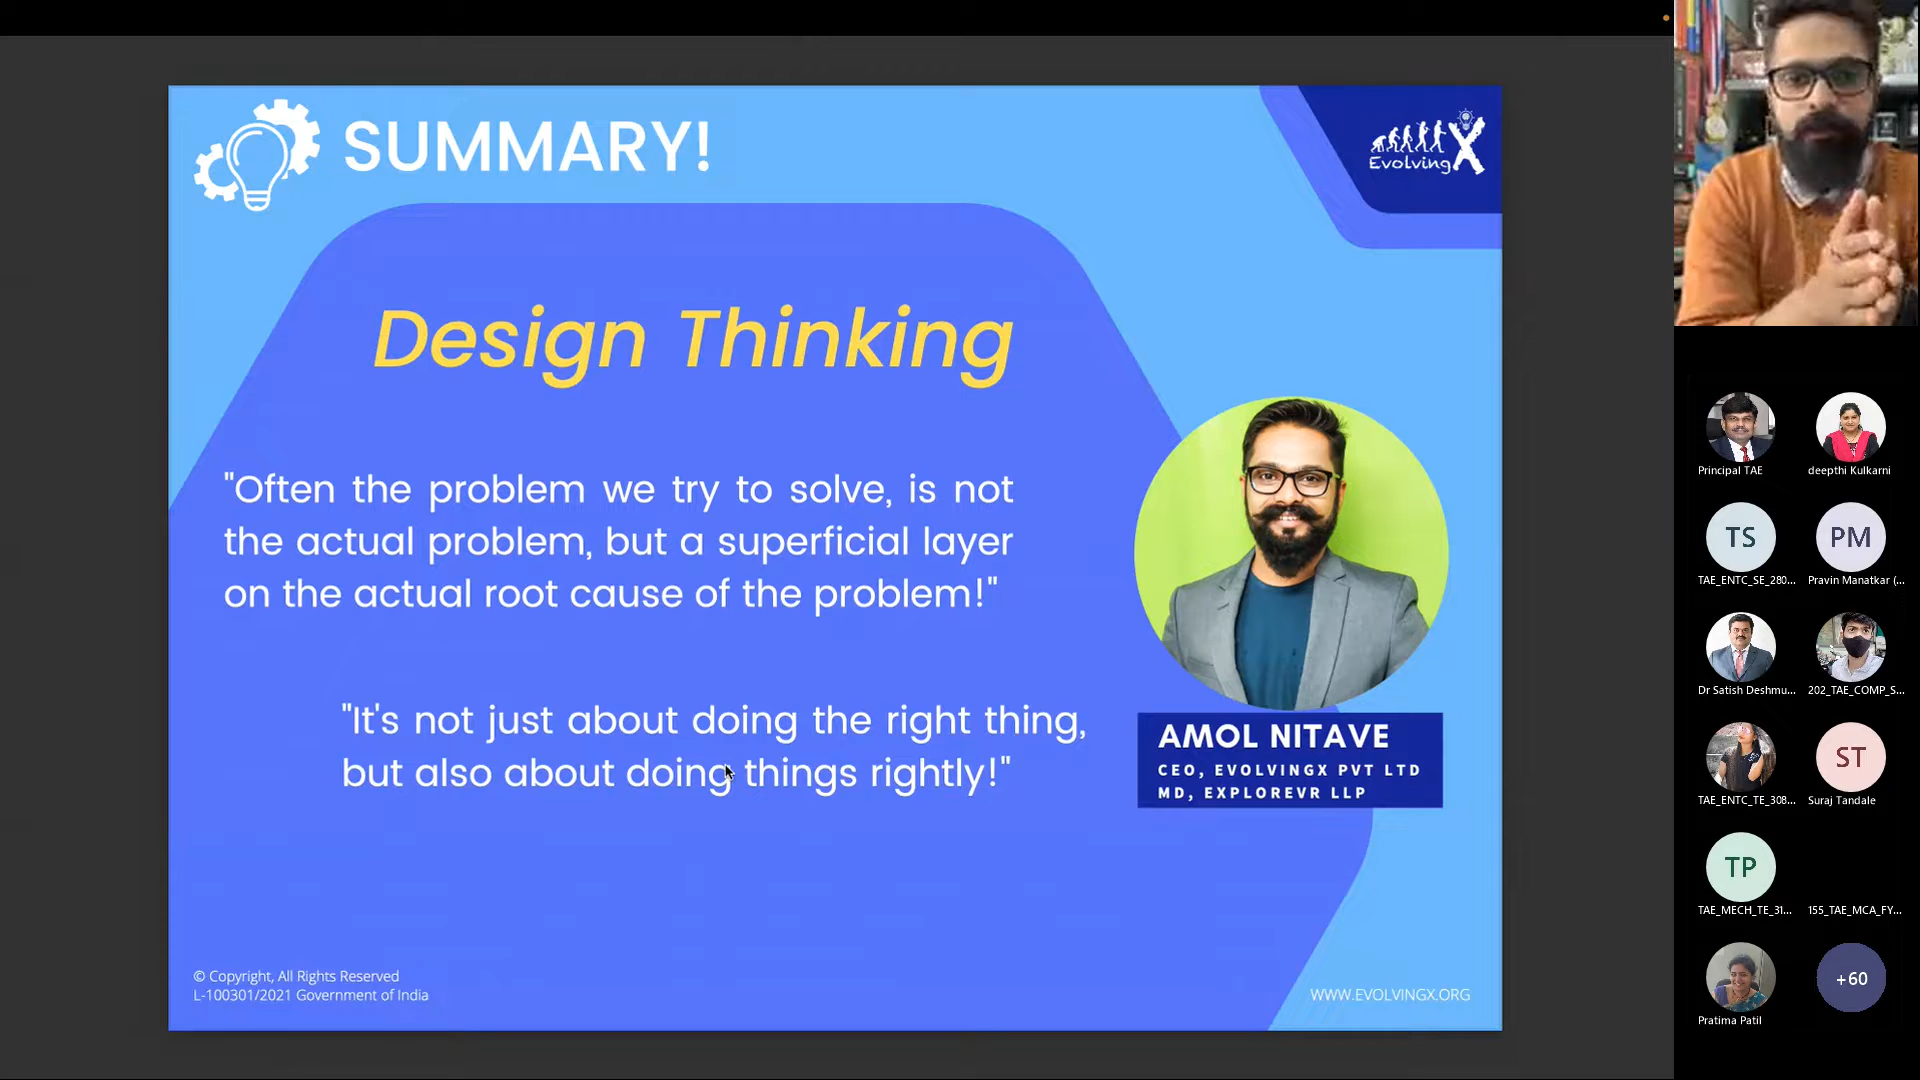 SUMMARY!
EvolvingX
Design Thinking
"Often the problem we try to solve, is not
the actual problem, but a superficial layer
on the actual root cause of the problem!"
"It's not just about doing the right thing,
but also about doing things rightly!"
AMOL NITAVE
CEO, EVOLVINGX PVT LTD
MD, EXPLOREVR LLP
© Copyright, All Rights Reserved
L-100301/2021 Government of India
WWW.EVOLVINGX.ORG
Principal TAE
deepthi Kulkarni
TS
PM
TAE_ENTC_SE_280...
Pravin Manatkar (...
Dr Satish Deshmu...
202_TAE_COMP_S...
ST
TAE_ENTC_TE_308...
Suraj Tandale
TP
TAE_MECH_TE_31...
155_TAE_MCA_FY...
+60
Pratima Patil